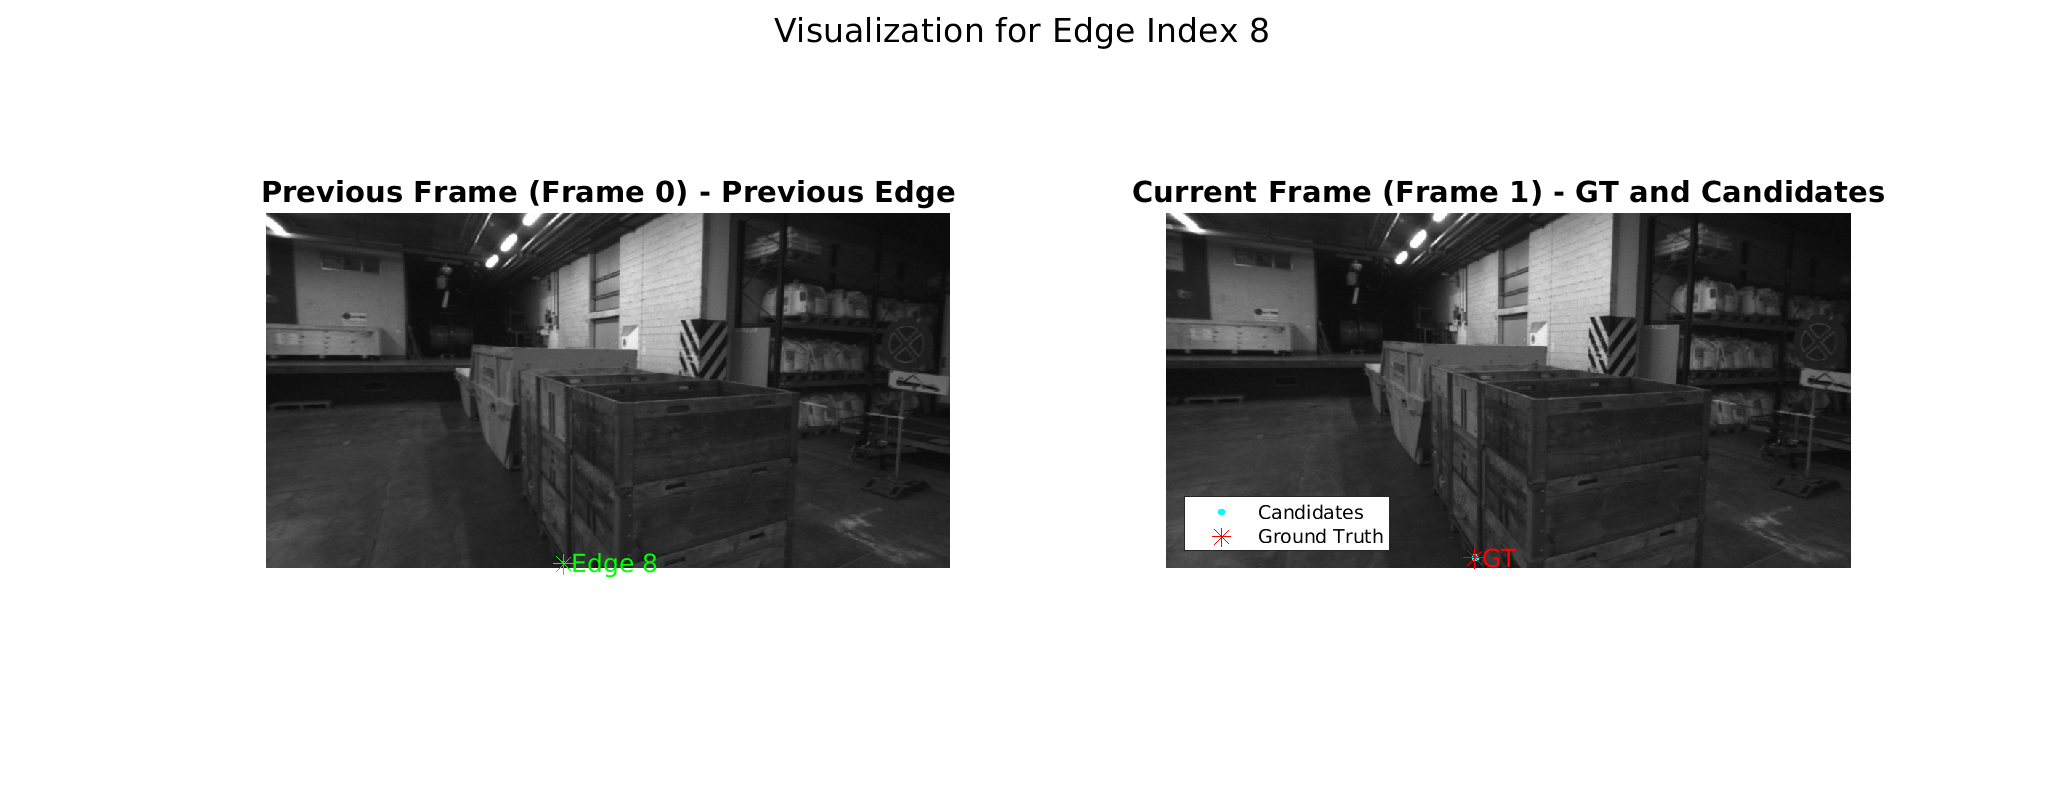 Visualization for Edge Index 8
Previous Frame (Frame 0) - Previous Edge
Current Frame (Frame 1) - GT and Candidates
Edge 8
Candidates
Ground Truth
GT